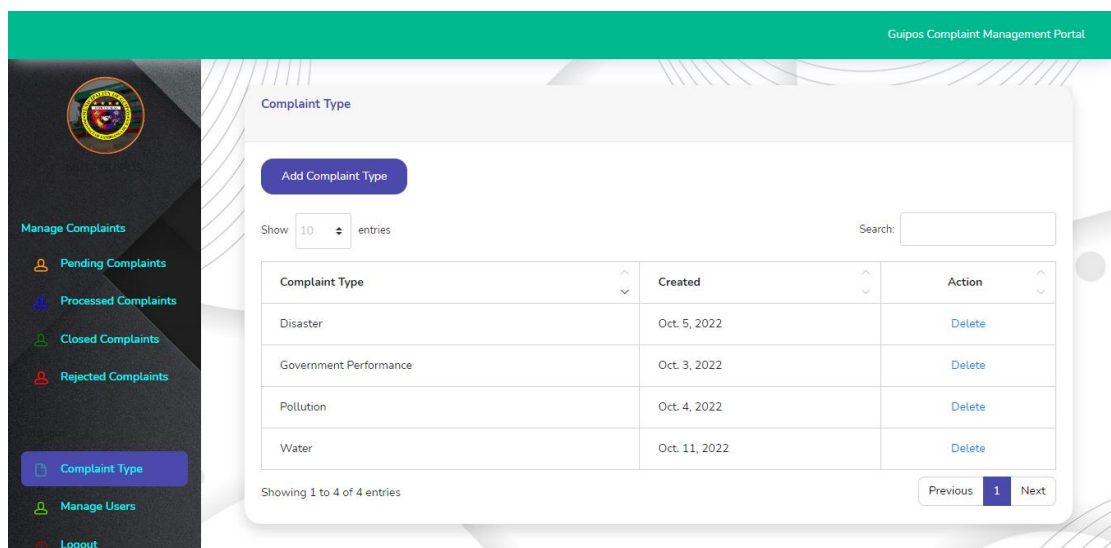 Guipos Complaint Management Portal
Manage Complaints
Pending Complaints
Processed Complaints
Closed Complaints
Rejected Complaints
Complaint Type
Manage Users
Logout
Complaint Type
Add Complaint Type
Show 10 entries
Search:
Complaint Type Created Action
Disaster Oct. 5, 2022 Delete
Government Performance Oct. 3, 2022 Delete
Pollution Oct. 4, 2022 Delete
Water Oct. 11, 2022 Delete
Showing 1 to 4 of 4 entries
Previous 1 Next